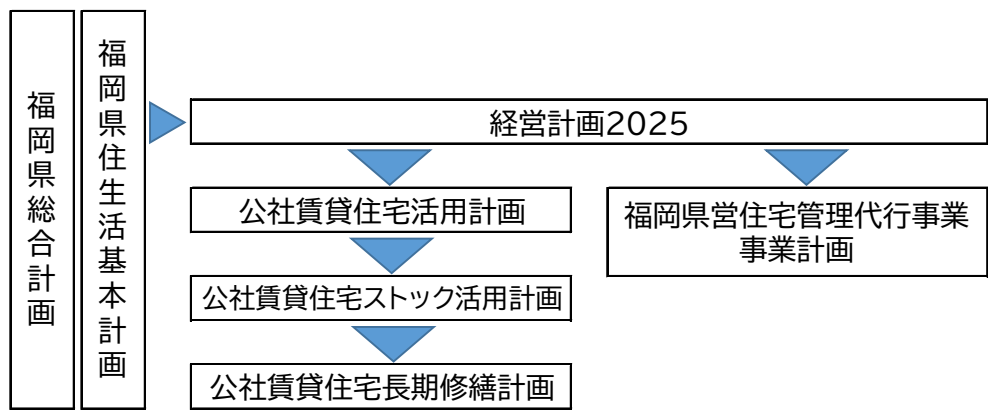 福岡県総合計画
福岡県住生活基本計画
経営計画2025
公社賃貸住宅活用計画
福岡県営住宅管理代行事業
事業計画
公社賃貸住宅ストック活用計画
公社賃貸住宅長期修繕計画